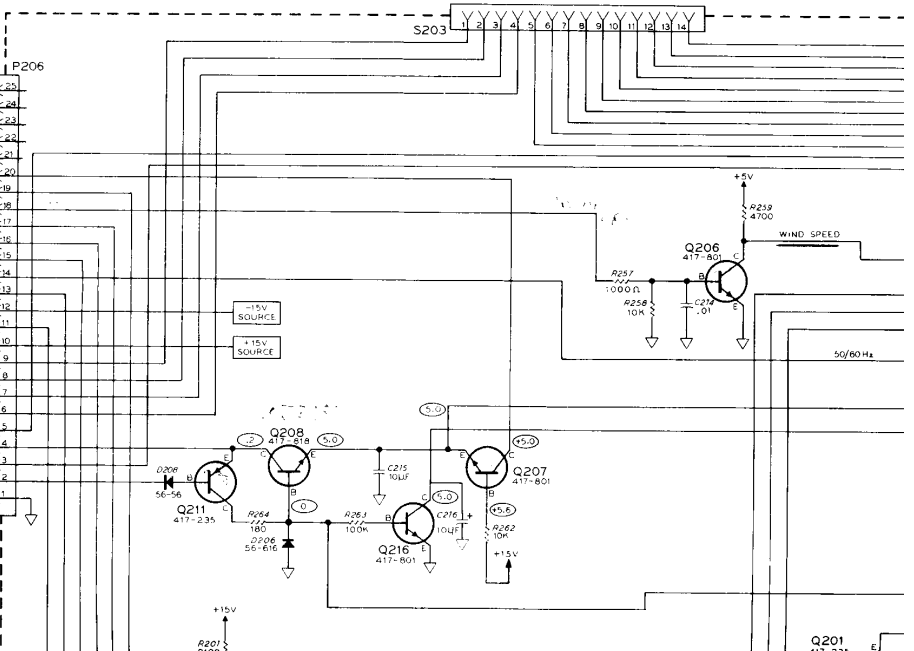 S203
1 2 3 4 5 6 7 8 9 10 11 12 13 14
P206
25
24
23
22
21
20
19
18
17
16
15
14
13
12
11
10
9
8
7
6
5
4
3
2
1
+5V
R259
4700
WIND SPEED
Q206
417-801
C
B
E
R257
1000Ω
R258
10K
C214
.01
-15V
SOURCE
+15V
SOURCE
50/60Hz
Q208
417-818
.2
5.0
C
E
B
0
5.0
+5.0
E
C
B
Q207
417-801
+5.6
R262
10K
+15V
C215
10µF
D208
56-56
B
E
C
Q211
417-235
R264
180
D206
56-616
R263
100K
B
C
E
5.0
C216
+
10µF
Q216
417-801
+15V
R201
Q201
417-235
E